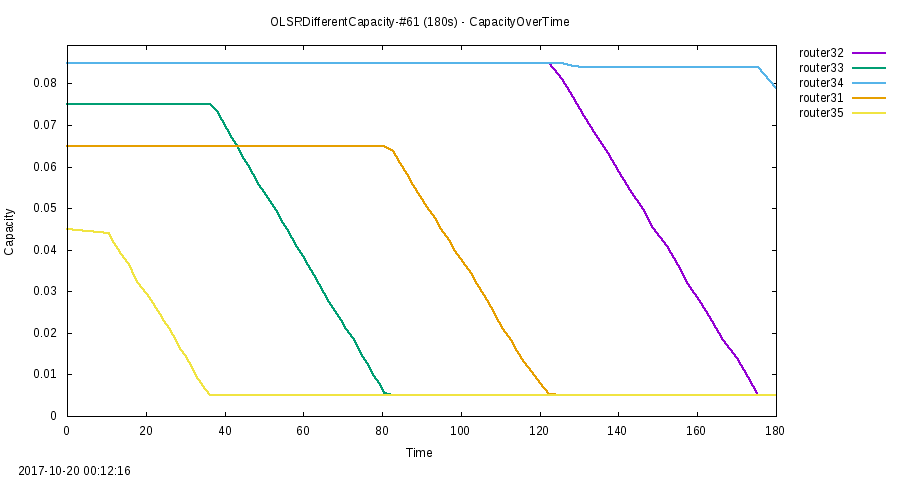 OLSRDifferentCapacity-#61 (180s) - CapacityOverTime
router32
router33
router34
router31
router35
0.08
0.07
0.06
0.05
0.04
0.03
0.02
0.01
0
Capacity
0 20 40 60 80 100 120 140 160 180
Time
2017-10-20 00:12:16